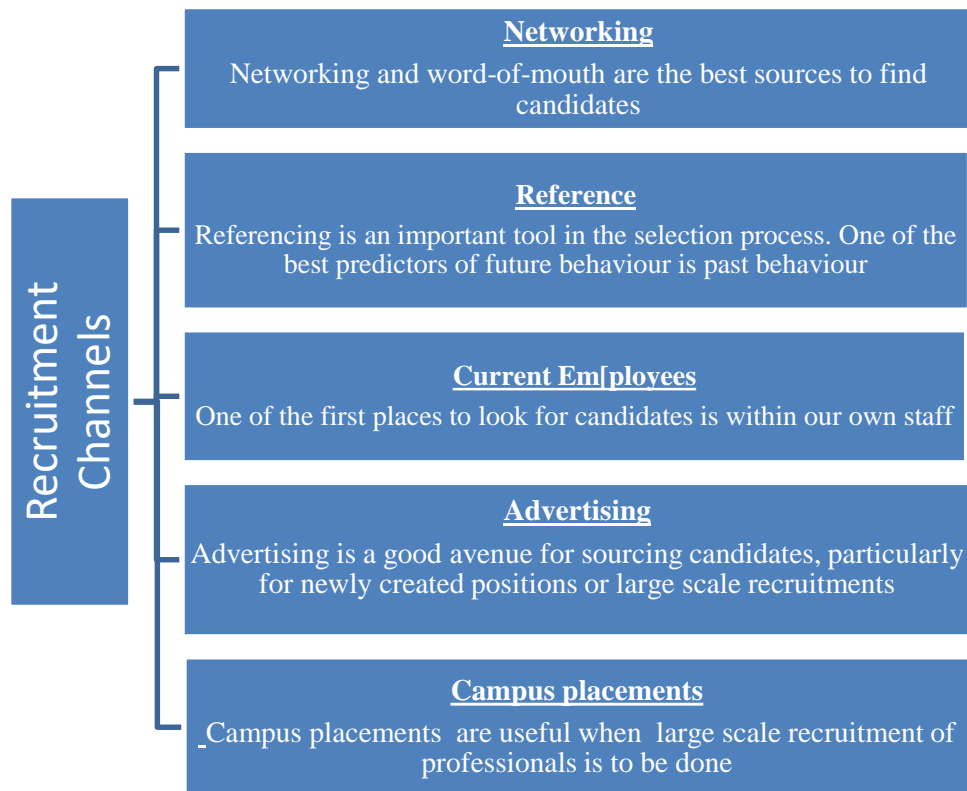 Recruitment
Channels
Networking
Networking and word-of-mouth are the best sources to find
candidates
Reference
Referencing is an important tool in the selection process. One of the
best predictors of future behaviour is past behaviour
Current Em[ployees
One of the first places to look for candidates is within our own staff
Advertising
Advertising is a good avenue for sourcing candidates, particularly
for newly created positions or large scale recruitments
Campus placements
Campus placements are useful when large scale recruitment of
professionals is to be done